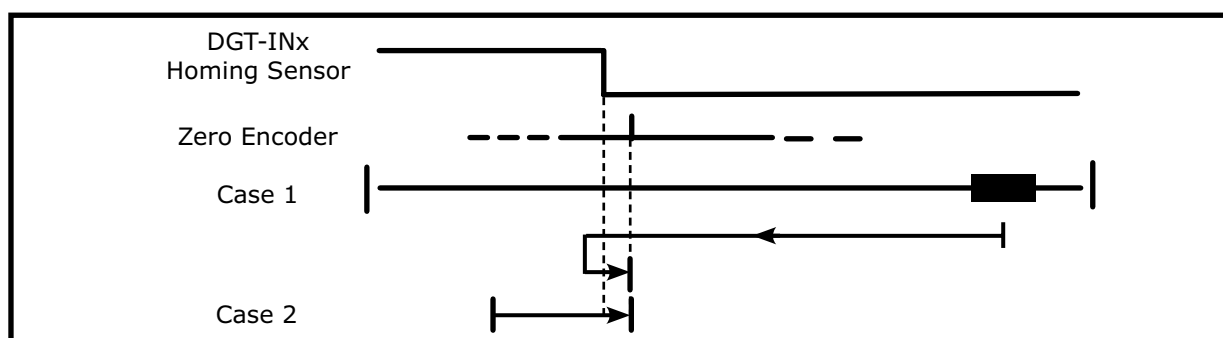 DGT-INx
Homing Sensor
Zero Encoder
Case 1
Case 2